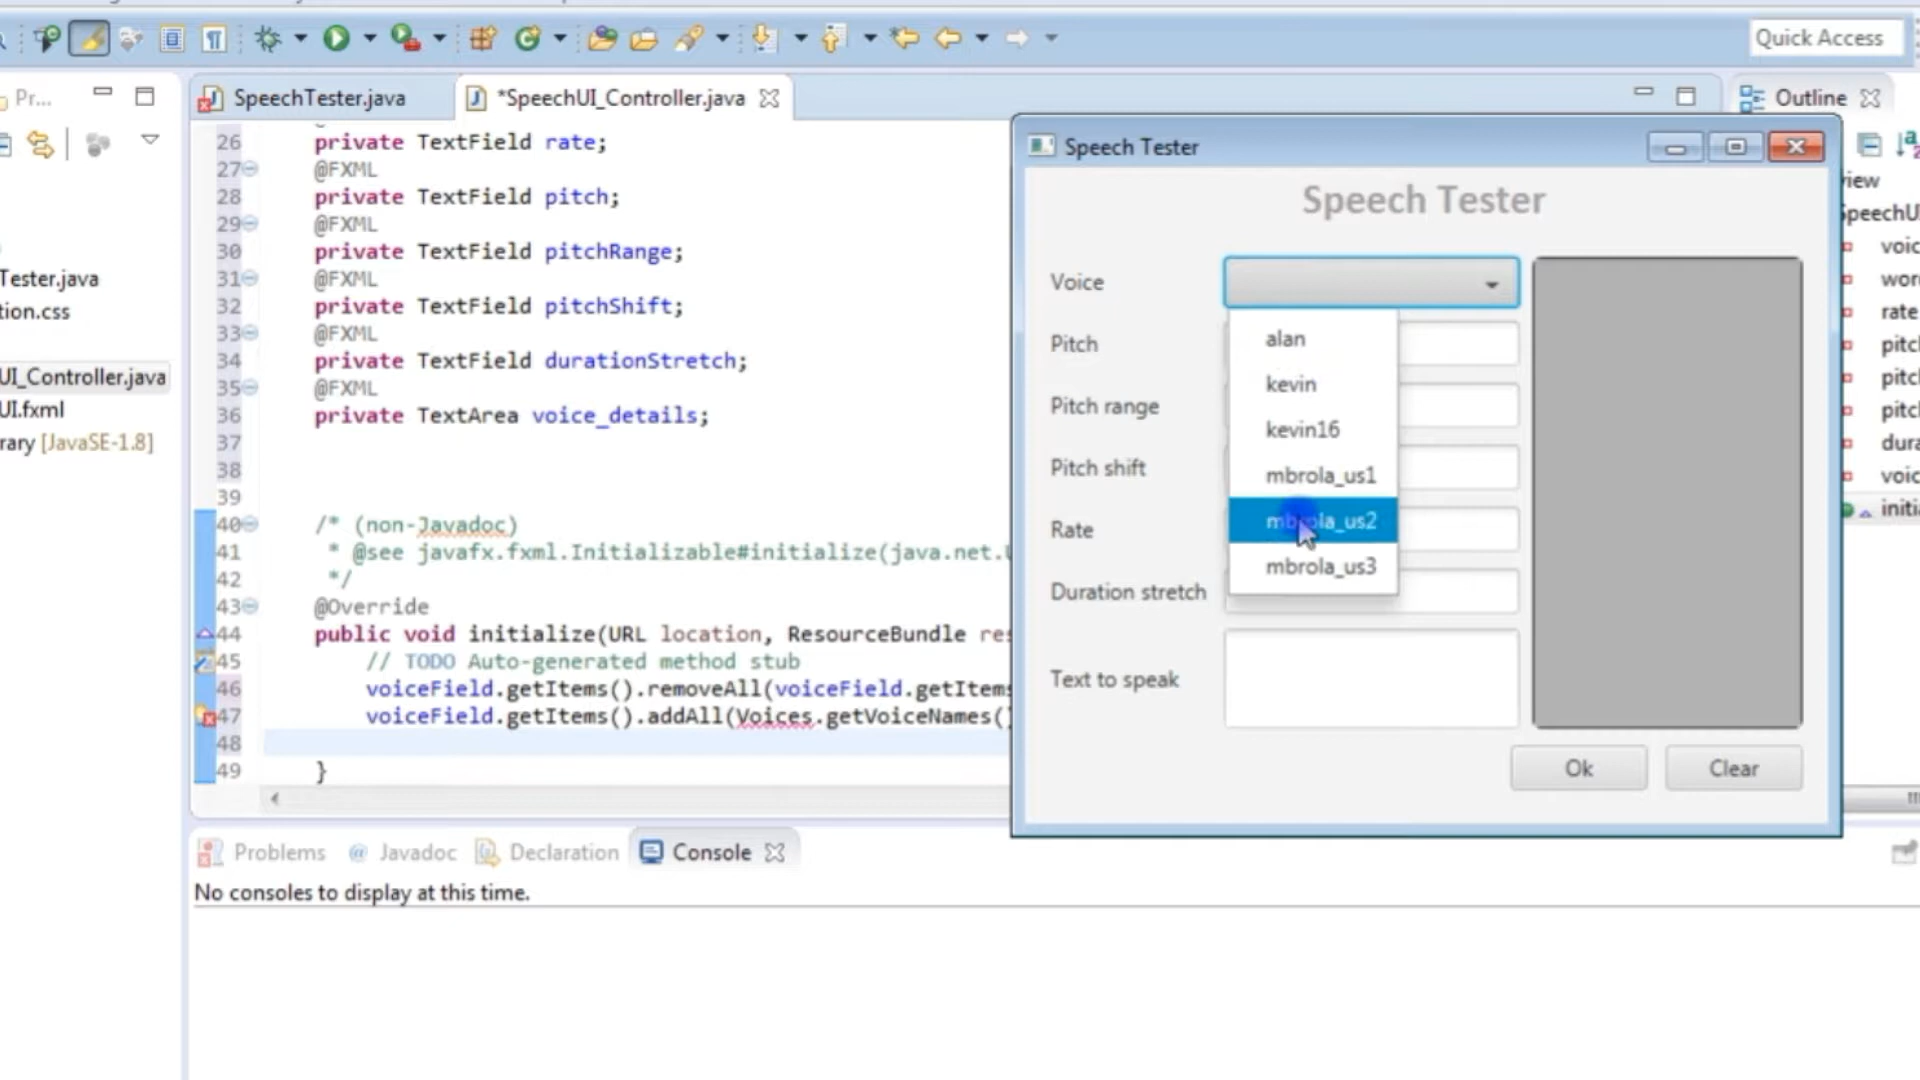 Quick Access
Pr...
SpeechTester.java
*SpeechUI_Controller.java
Outline
26 private TextField rate;
27 @FXML
28 private TextField pitch;
29 @FXML
30 private TextField pitchRange;
31 @FXML
32 private TextField pitchShift;
33 @FXML
34 private TextField durationStretch;
35 @FXML
36 private TextArea voice_details;
37
38
39
40 /* (non-Javadoc)
41 * @see javafx.fxml.Initializable#initialize(java.net.
42 */
43 @Override
44 public void initialize(URL location, ResourceBundle res
45 // TODO Auto-generated method stub
46 voiceField.getItems().removeAll(voiceField.getItems
47 voiceField.getItems().addAll(Voices.getVoiceNames()
48
49 }
Tester.java
tion.css
UI_Controller.java
UI.fxml
rary [JavaSE-1.8]
Speech Tester
Speech Tester
Voice
alan
kevin
kevin16
mbrola_us1
mbrola_us2
mbrola_us3
Pitch
Pitch range
Pitch shift
Rate
Duration stretch
Text to speak
Ok
Clear
view
SpeechU
voic
wor
rate
pitc
pitc
pitc
dura
voic
initi
Problems
@ Javadoc
Declaration
Console
No consoles to display at this time.